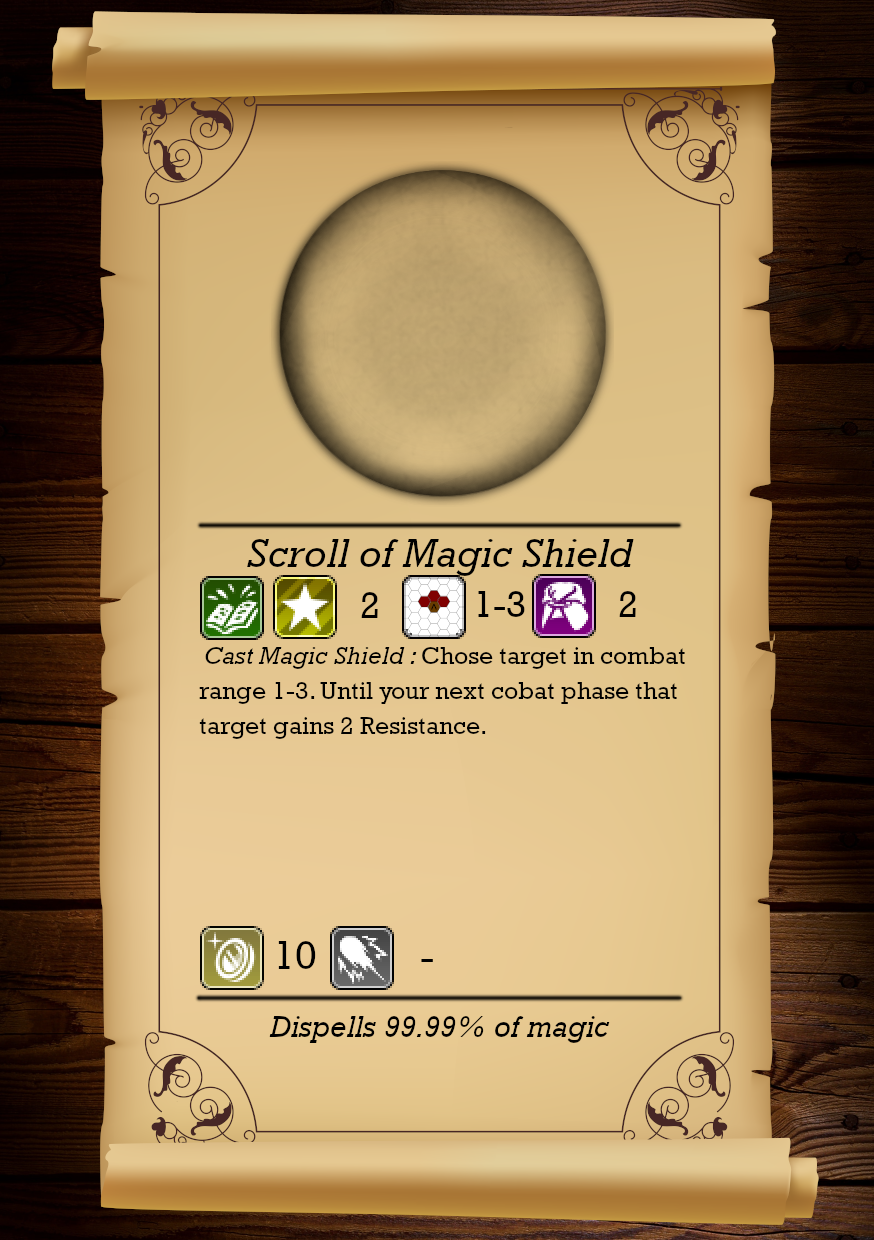 Scroll of Magic Shield
2 1-3 2
Cast Magic Shield : Chose target in combat
range 1-3. Until your next cobat phase that
target gains 2 Resistance.
10 -
Dispells 99.99% of magic